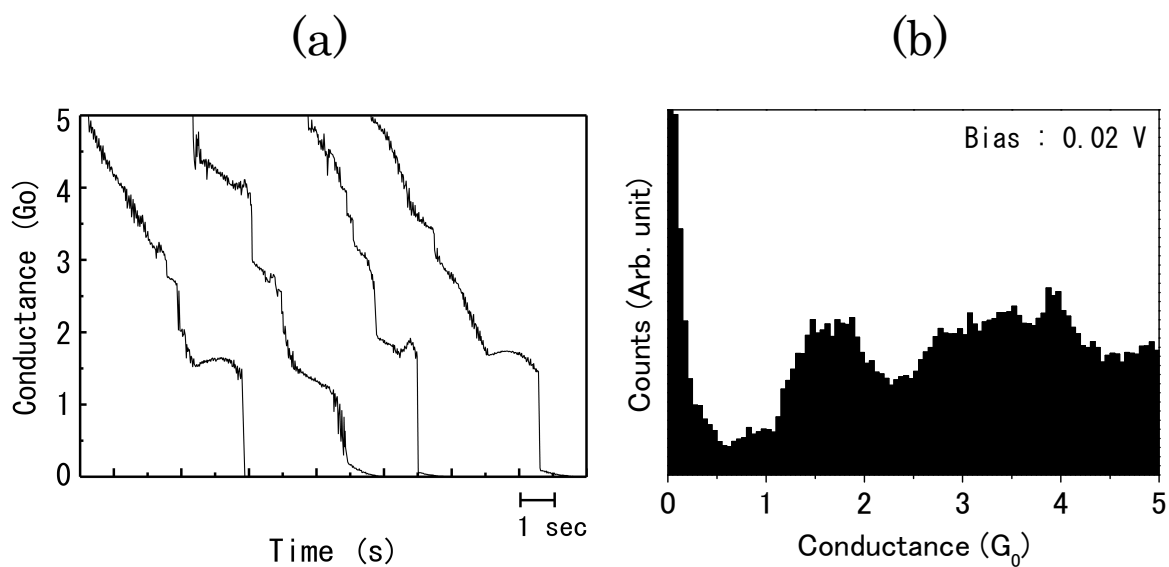 (a)
5
4
3
2
1
0
Conductance (Go)
1 sec
Time (s)
(b)
Bias : 0.02 V
Counts (Arb. unit)
0 1 2 3 4 5
Conductance (G₀)